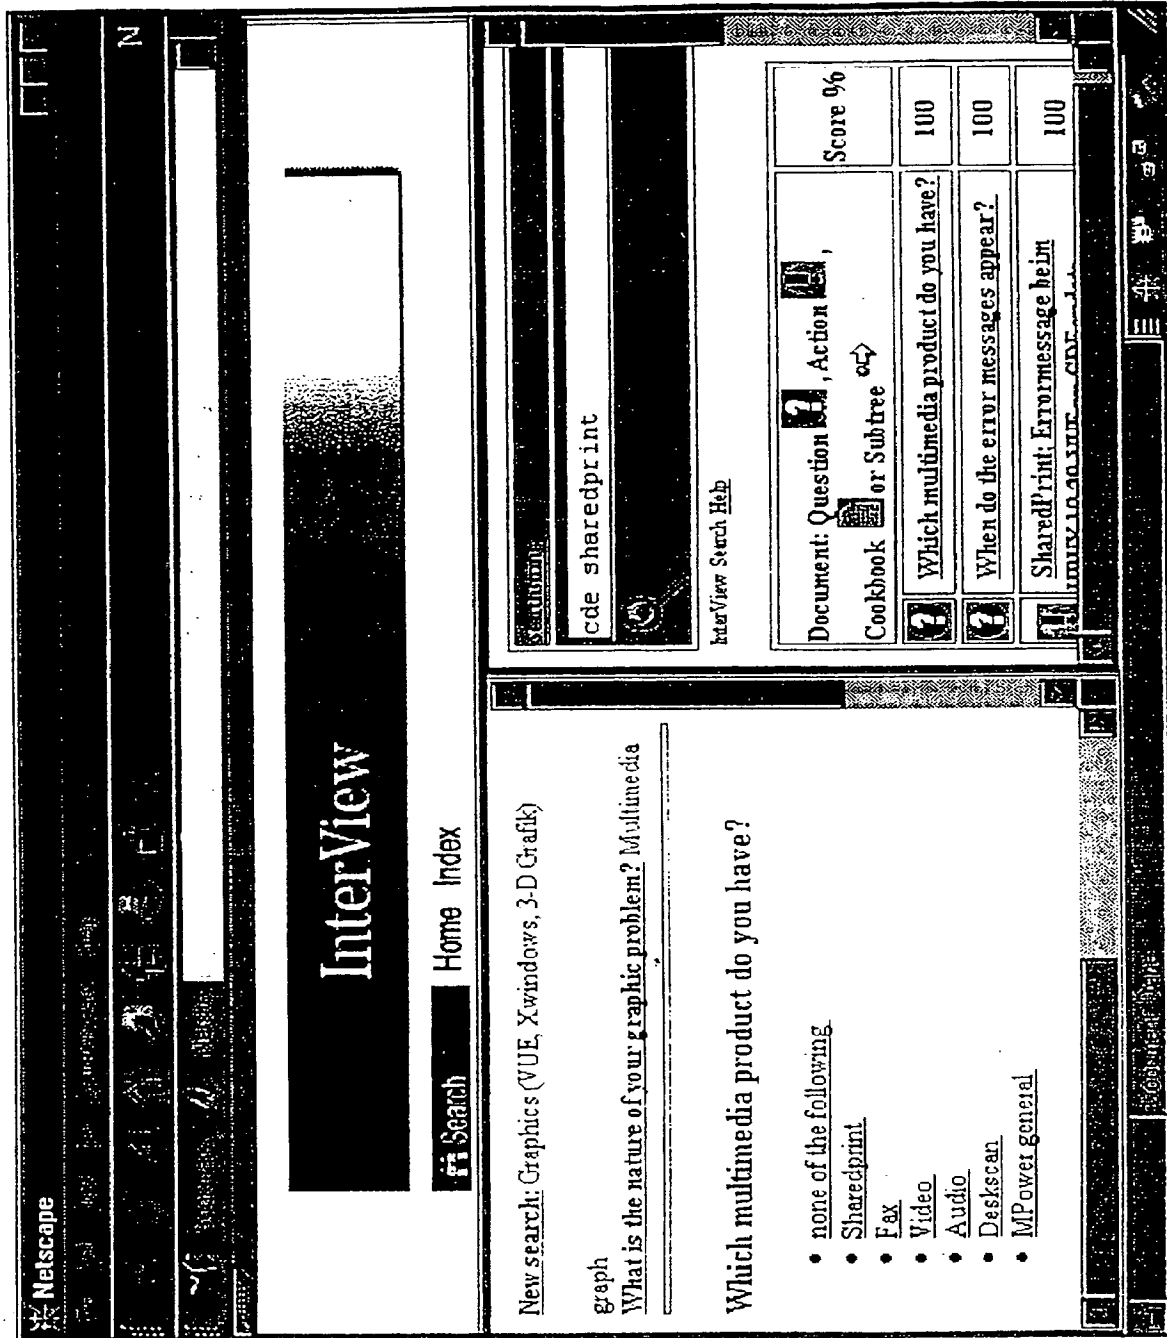 Netscape
N
InterView
Search Home Index
New search: Graphics (VUE, Xwindows, 3-D Grafik)
graph
What is the nature of your graphic problem? Multimedia
Which multimedia product do you have?
• none of the following
• Sharedprint
• Fax
• Video
• Audio
• Deskscan
• MPower general
cde sharedprint
InterView Search Help
Document: Question ?, Action ,
Cookbook or Subtree
Score %
? Which multimedia product do you have? 100
? When do the error messages appear? 100
SharedPrint: Errormessage beim 100